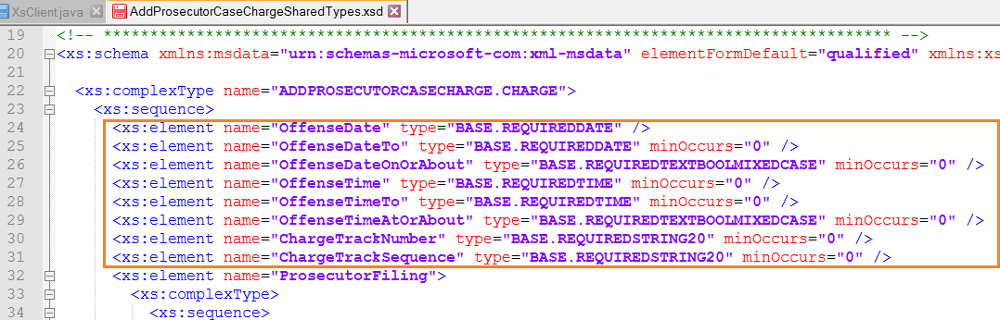 XsClient.java AddProsecutorCaseChargeSharedTypes.xsd
19 <!-- ************************************************************************************* -->
20 <xs:schema xmlns:msdata="urn:schemas-microsoft-com:xml-msdata" elementFormDefault="qualified" xmlns:xs
21
22 <xs:complexType name="ADDPROSECUTORCASECHARGE.CHARGE">
23 <xs:sequence>
24 <xs:element name="OffenseDate" type="BASE.REQUIREDDATE" />
25 <xs:element name="OffenseDateTo" type="BASE.REQUIREDDATE" minOccurs="0" />
26 <xs:element name="OffenseDateOnOrAbout" type="BASE.REQUIREDTEXTBOOLMIXEDCASE" minOccurs="0" />
27 <xs:element name="OffenseTime" type="BASE.REQUIREDTIME" minOccurs="0" />
28 <xs:element name="OffenseTimeTo" type="BASE.REQUIREDTIME" minOccurs="0" />
29 <xs:element name="OffenseTimeAtOrAbout" type="BASE.REQUIREDTEXTBOOLMIXEDCASE" minOccurs="0" />
30 <xs:element name="ChargeTrackNumber" type="BASE.REQUIREDSTRING20" minOccurs="0" />
31 <xs:element name="ChargeTrackSequence" type="BASE.REQUIREDSTRING20" minOccurs="0" />
32 <xs:element name="ProsecutorFiling">
33 <xs:complexType>
34 <xs:sequence>